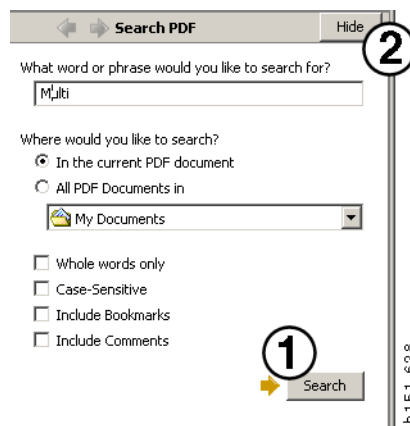 Search PDF
Hide
2
What word or phrase would you like to search for?
Multi
Where would you like to search?
In the current PDF document
All PDF Documents in
My Documents
Whole words only
Case-Sensitive
Include Bookmarks
Include Comments
1
Search